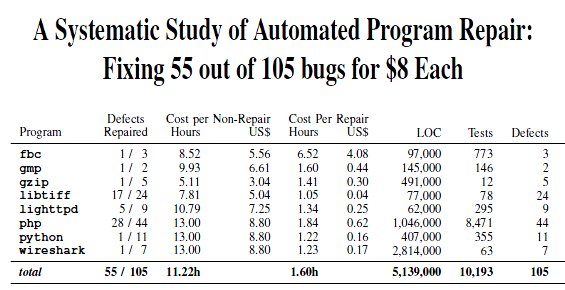 A Systematic Study of Automated Program Repair:
Fixing 55 out of 105 bugs for $8 Each
Defects Cost per Non-Repair Cost Per Repair
Program Repaired Hours US$ Hours US$ LOC Tests Defects
fbc 1 / 3 8.52 5.56 6.52 4.08 97,000 773 3
gmp 1 / 2 9.93 6.61 1.60 0.44 145,000 146 2
gzip 1 / 5 5.11 3.04 1.41 0.30 491,000 12 5
libtiff 17 / 24 7.81 5.04 1.05 0.04 77,000 78 24
lighttpd 5 / 9 10.79 7.25 1.34 0.25 62,000 295 9
php 28 / 44 13.00 8.80 1.84 0.62 1,046,000 8,471 44
python 1 / 11 13.00 8.80 1.22 0.16 407,000 355 11
wireshark 1 / 7 13.00 8.80 1.23 0.17 2,814,000 63 7
total 55 / 105 11.22h 1.60h 5,139,000 10,193 105